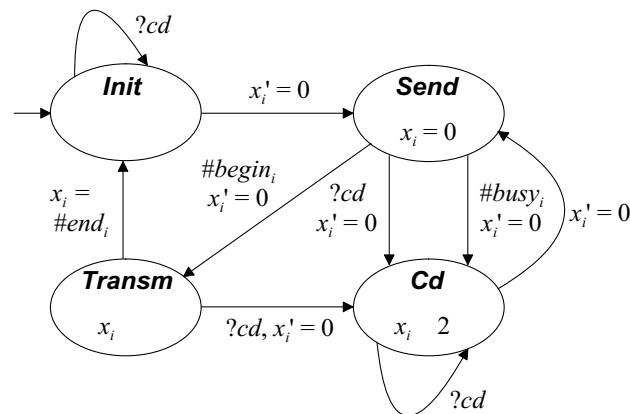 ?cd
Init
x_i' = 0
Send
x_i = 0
#begin_i
x_i' = 0
?cd
x_i' = 0
#busy_i
x_i' = 0
x_i' = 0
x_i =
#end_i
Transm
x_i
?cd, x_i' = 0
Cd
x_i 2
?cd